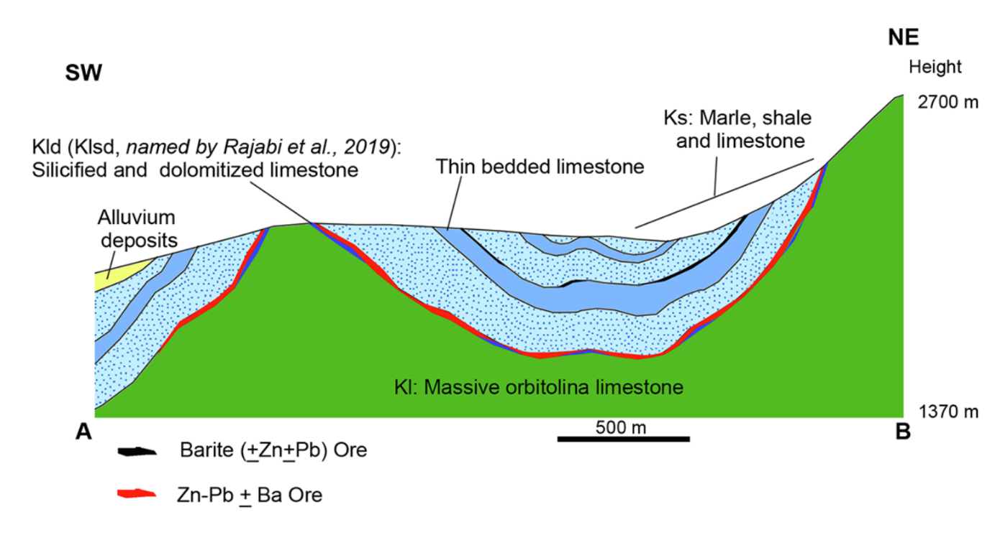 NE
Height
SW
2700 m
Ks: Marle, shale
and limestone
Kld (Klsd, named by Rajabi et al., 2019):
Silicified and dolomitized limestone
Thin bedded limestone
Alluvium
deposits
Kl: Massive orbitolina limestone
1370 m
500 m
A
B
Barite (±Zn±Pb) Ore
Zn-Pb ± Ba Ore